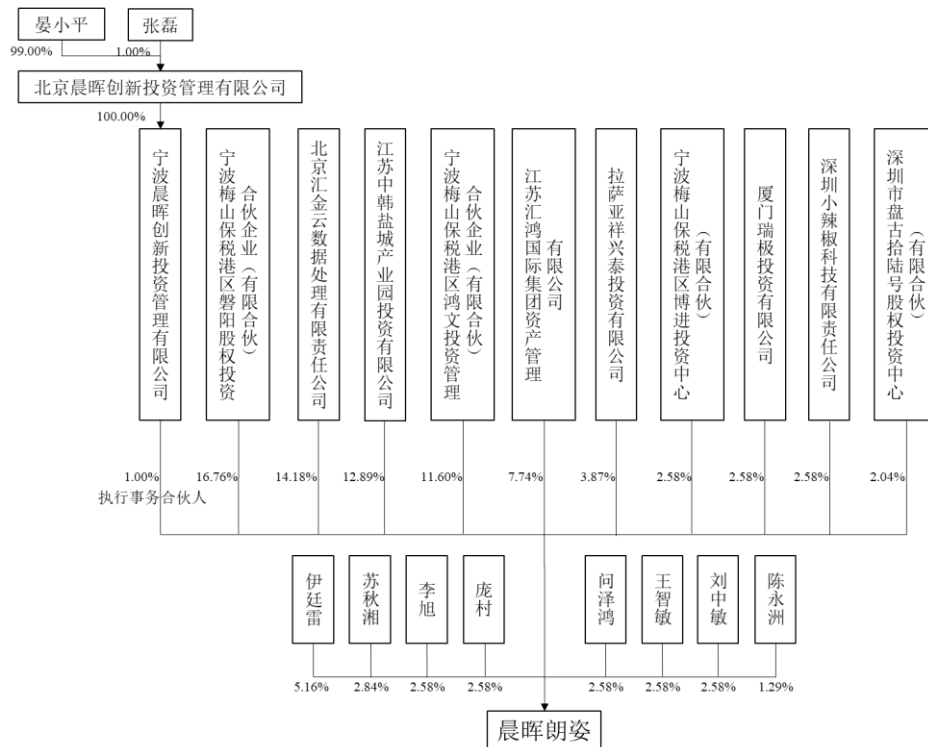 晏小平
张磊
99.00%
1.00%
北京晨晖创新投资管理有限公司
100.00%
宁波晨晖创新投资管理有限公司
宁波梅山保税港区磐阳股权投资
合伙企业（有限合伙）
北京汇金云数据处理有限责任公司
江苏中韩盐城产业园投资有限公司
宁波梅山保税港区鸿文投资管理
合伙企业（有限合伙）
江苏汇鸿国际集团资产管理
有限公司
拉萨亚祥兴泰投资有限公司
宁波梅山保税港区博进投资中心
（有限合伙）
厦门瑞极投资有限公司
深圳小辣椒科技有限责任公司
深圳市盘古拾陆号股权投资中心
（有限合伙）
1.00%
16.76%
14.18%
12.89%
11.60%
7.74%
3.87%
2.58%
2.58%
2.58%
2.04%
执行事务合伙人
伊廷雷
苏秋湘
李旭
庞村
问泽鸿
王智敏
刘中敏
陈永洲
5.16%
2.84%
2.58%
2.58%
2.58%
2.58%
2.58%
1.29%
晨晖朗姿